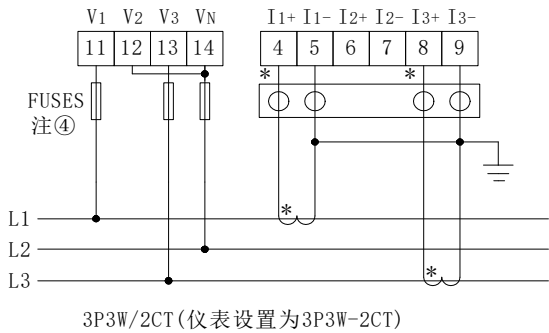 V1 V2 V3 VN I1+ I1- I2+ I2- I3+ I3-
11 12 13 14 4 5 6 7 8 9
* *
FUSES
注④
*
L1
L2
*
L3
3P3W/2CT(仪表设置为3P3W-2CT)